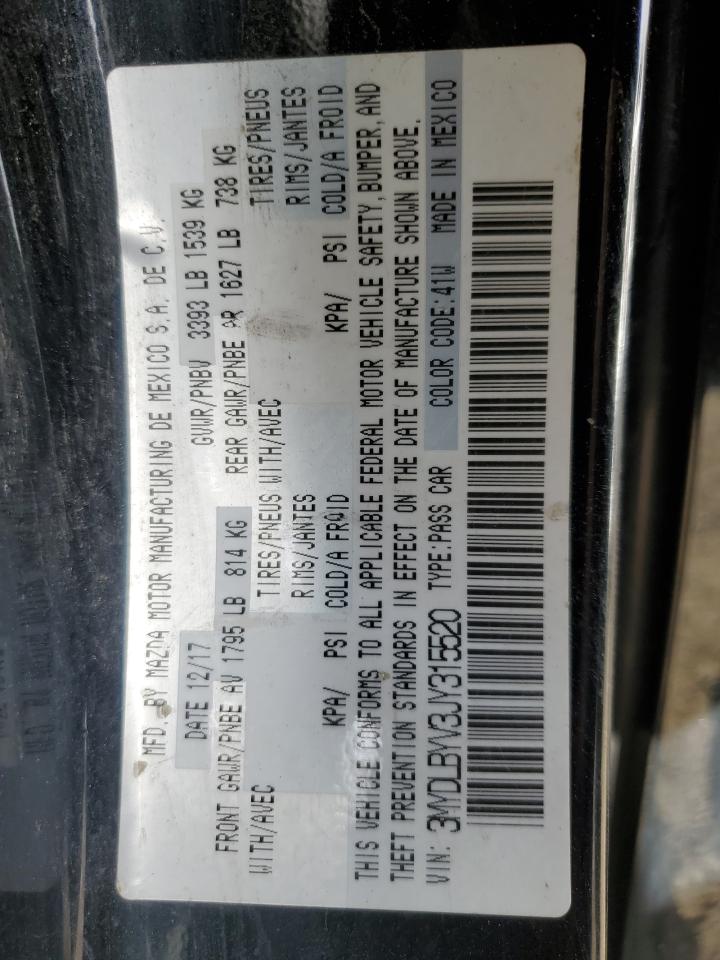 MFD BY MAZDA MOTOR MANUFACTURING DE MEXICO S.A. DE C.V.
DATE 12/17 GVWR/PNBV 3393 LB 1539 KG
FRONT GAWR/PNBE AV 1795 LB 814 KG REAR GAWR/PNBE AR 1627 LB 738 KG
WITH/AVEC TIRES/PNEUS WITH/AVEC TIRES/PNEUS
RIMS/JANTES RIMS/JANTES
KPA/ PSI COLD/A FROID KPA/ PSI COLD/A FROID
THIS VEHICLE CONFORMS TO ALL APPLICABLE FEDERAL MOTOR VEHICLE SAFETY, BUMPER, AND
THEFT PREVENTION STANDARDS IN EFFECT ON THE DATE OF MANUFACTURE SHOWN ABOVE.
VIN: 3MYDLBYV3JY315520 TYPE:PASS CAR COLOR CODE:41W MADE IN MEXICO